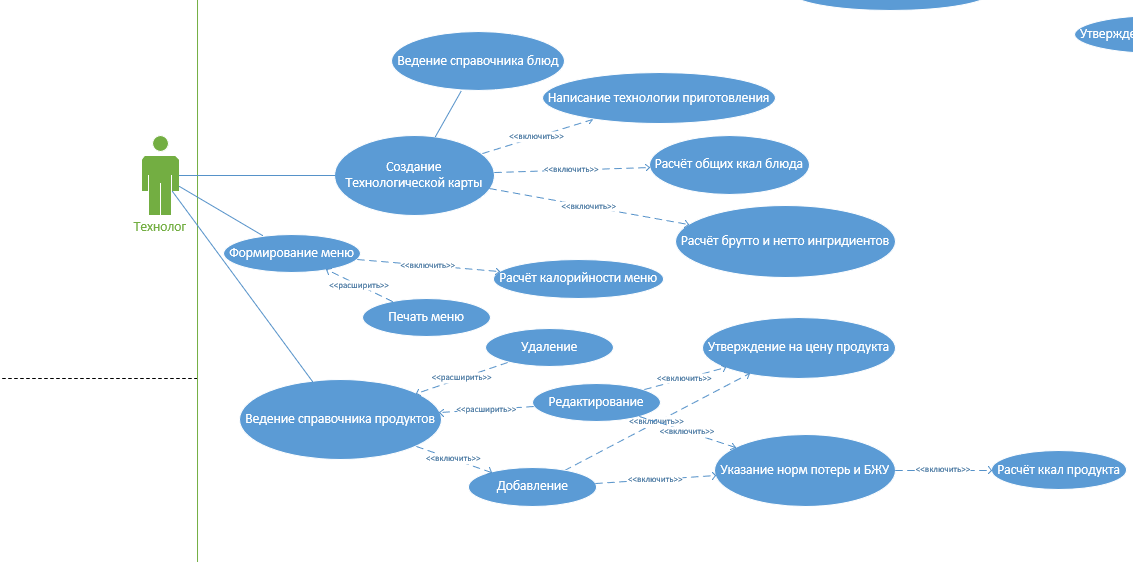 Утвержде
Ведение справочника блюд
Написание технологии приготовления
<<включить>>
Создание
Технологической карты
<<включить>>
Расчёт общих ккал блюда
<<включить>>
Расчёт брутто и нетто ингридиентов
Технолог
Формирование меню
<<включить>>
Расчёт калорийности меню
<<расширить>>
Печать меню
Удаление
Утверждение на цену продукта
<<расширить>>
<<включить>>
Редактирование
<<расширить>>
Ведение справочника продуктов
<<включить>>
<<включить>>
<<включить>>
Добавление
<<включить>>
Указание норм потерь и БЖУ
<<включить>>
Расчёт ккал продукта